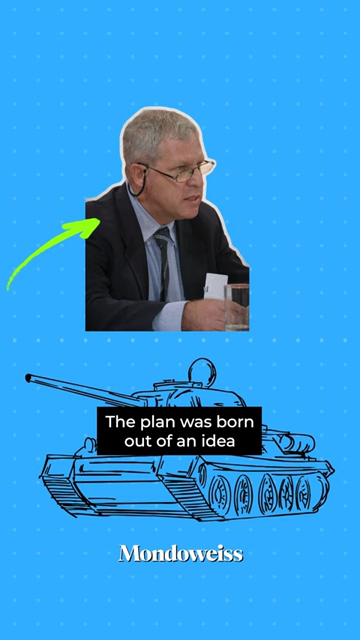 The plan was born
out of an idea
Mondoweiss